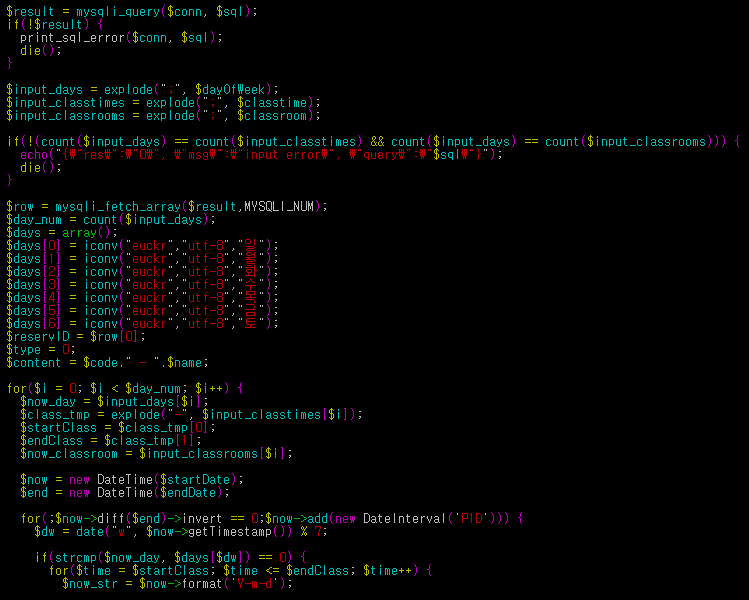 $result = mysqli_query($conn, $sql);
if(!$result) {
  print_sql_error($conn, $sql);
  die();
}

$input_days = explode(";", $dayOfWeek);
$input_classtimes = explode(";", $classtime);
$input_classrooms = explode(";", $classroom);

if(!(count($input_days) == count($input_classtimes) && count($input_days) == count($input_classrooms))) {
  echo("{₩"res₩":₩"0₩", ₩"msg₩":₩"input error₩", ₩"query₩":₩"$sql₩"}");
  die();
}

$row = mysqli_fetch_array($result,MYSQLI_NUM);
$day_num = count($input_days);
$days = array();
$days[0] = iconv("euckr","utf-8","일");
$days[1] = iconv("euckr","utf-8","월");
$days[2] = iconv("euckr","utf-8","화");
$days[3] = iconv("euckr","utf-8","수");
$days[4] = iconv("euckr","utf-8","목");
$days[5] = iconv("euckr","utf-8","금");
$days[6] = iconv("euckr","utf-8","토");
$reservID = $row[0];
$type = 0;
$content = $code." - ".$name;

for($i = 0; $i < $day_num; $i++) {
  $now_day = $input_days[$i];
  $class_tmp = explode("-", $input_classtimes[$i]);
  $startClass = $class_tmp[0];
  $endClass = $class_tmp[1];
  $now_classroom = $input_classrooms[$i];

  $now = new DateTime($startDate);
  $end = new DateTime($endDate);

  for(;$now->diff($end)->invert == 0;$now->add(new DateInterval('P1D'))) {
    $dw = date("w", $now->getTimestamp()) % 7;

    if(strcmp($now_day, $days[$dw]) == 0) {
      for($time = $startClass; $time <= $endClass; $time++) {
        $now_str = $now->format('Y-m-d');